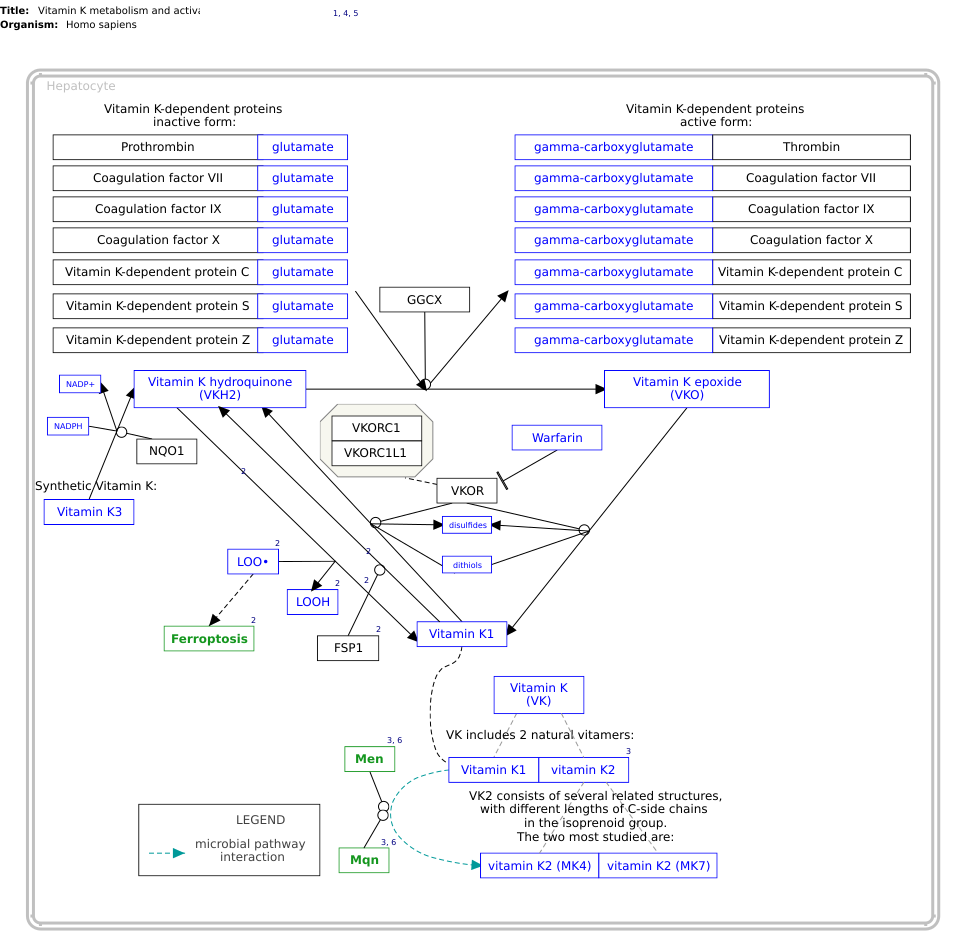 Title: Vitamin K metabolism and activa
1, 4, 5
Organism: Homo sapiens
Hepatocyte
Vitamin K-dependent proteins
inactive form:
Vitamin K-dependent proteins
active form:
Prothrombin glutamate
gamma-carboxyglutamate Thrombin
Coagulation factor VII glutamate
gamma-carboxyglutamate Coagulation factor VII
Coagulation factor IX glutamate
gamma-carboxyglutamate Coagulation factor IX
Coagulation factor X glutamate
gamma-carboxyglutamate Coagulation factor X
Vitamin K-dependent protein C glutamate
gamma-carboxyglutamate Vitamin K-dependent protein C
Vitamin K-dependent protein S glutamate
gamma-carboxyglutamate Vitamin K-dependent protein S
Vitamin K-dependent protein Z glutamate
gamma-carboxyglutamate Vitamin K-dependent protein Z
GGCX
NADP+
Vitamin K hydroquinone
(VKH2)
Vitamin K epoxide
(VKO)
NADPH
NQO1
VKORC1
VKORC1L1
Warfarin
VKOR
2
Synthetic Vitamin K:
Vitamin K3
disulfides
dithiols
2
LOO•
2
2
LOOH
2
2
Ferroptosis
2
FSP1
2
Vitamin K1
Vitamin K
(VK)
VK includes 2 natural vitamers:
3
Vitamin K1 vitamin K2
3, 6
Men
VK2 consists of several related structures,
with different lengths of C-side chains
in the isoprenoid group.
The two most studied are:
3, 6
Mqn
vitamin K2 (MK4) vitamin K2 (MK7)
LEGEND
microbial pathway
interaction